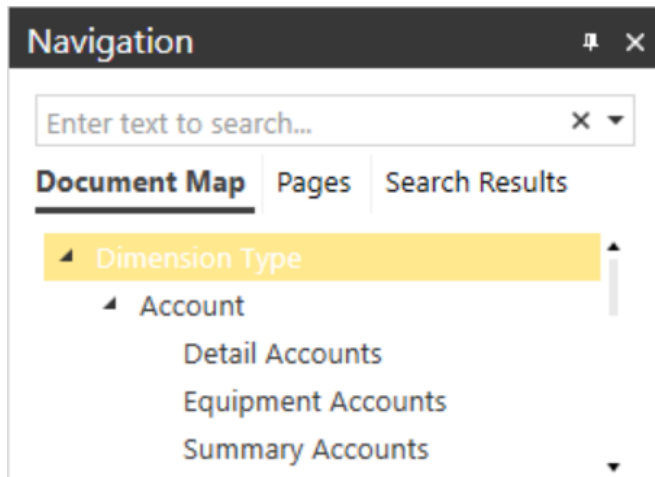 Navigation
Enter text to search...
Document Map Pages Search Results
Dimension Type
Account
Detail Accounts
Equipment Accounts
Summary Accounts